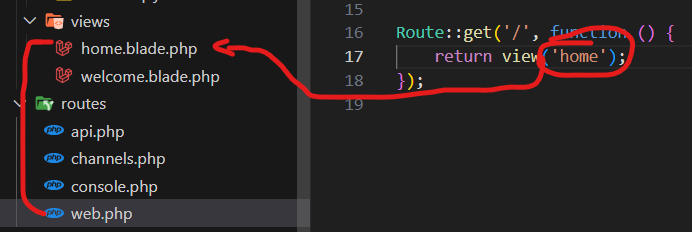 views
home.blade.php
welcome.blade.php
routes
api.php
channels.php
console.php
web.php
15
16 Route::get('/', function () {
17 return view('home');
18 });
19